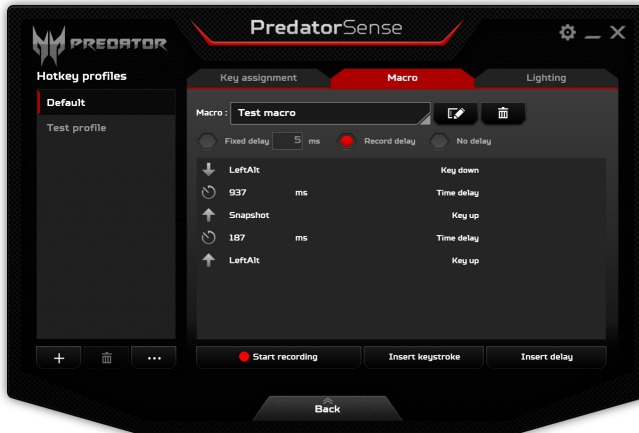 PredatorSense
PREDATOR
Hotkey profiles
Default
Test profile
Key assignment Macro Lighting
Macro : Test macro
Fixed delay 5 ms Record delay No delay
LeftAlt Key down
937 ms Time delay
Snapshot Key up
187 ms Time delay
LeftAlt Key up
Start recording Insert keystroke Insert delay
Back